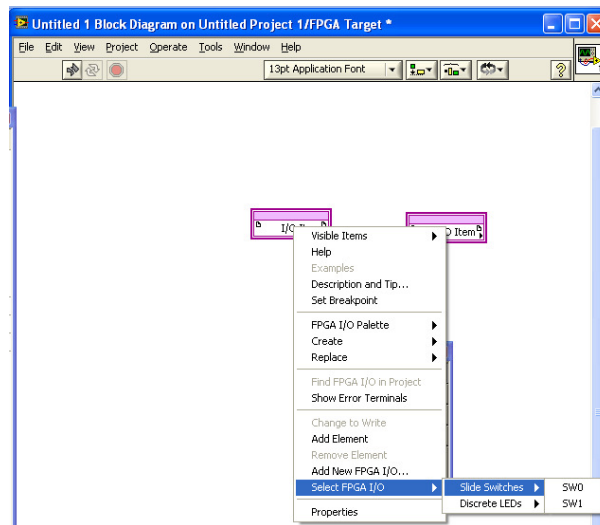 Untitled 1 Block Diagram on Untitled Project 1/FPGA Target *
File Edit View Project Operate Tools Window Help
13pt Application Font
Item
Visible Items
Help
Examples
Description and Tip...
Set Breakpoint
FPGA I/O Palette
Create
Replace
Find FPGA I/O in Project
Show Error Terminals
Change to Write
Add Element
Remove Element
Add New FPGA I/O...
Select FPGA I/O
Properties
Slide Switches
Discrete LEDs
SW0
SW1